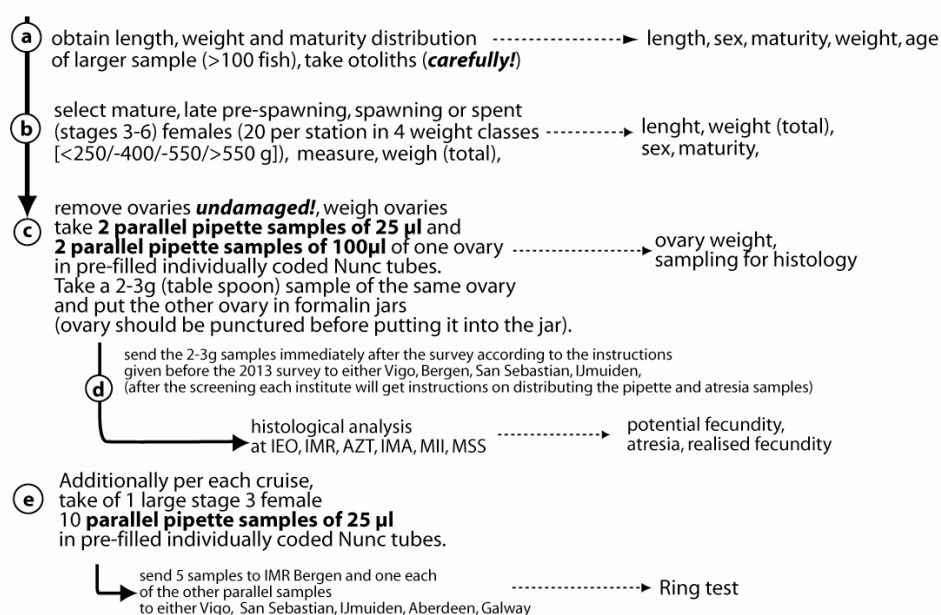 a obtain length, weight and maturity distribution
of larger sample (>100 fish), take otoliths (carefully!)
length, sex, maturity, weight, age
b select mature, late pre-spawning, spawning or spent
(stages 3-6) females (20 per station in 4 weight classes
[<250/-400/-550/>550 g]), measure, weigh (total),
lenght, weight (total),
sex, maturity,
c remove ovaries undamaged!, weigh ovaries
take 2 parallel pipette samples of 25 µl and
2 parallel pipette samples of 100µl of one ovary
in pre-filled individually coded Nunc tubes.
Take a 2-3g (table spoon) sample of the same ovary
and put the other ovary in formalin jars
(ovary should be punctured before putting it into the jar).
ovary weight,
sampling for histology
d send the 2-3g samples immediately after the survey according to the instructions
given before the 2013 survey to either Vigo, Bergen, San Sebastian, IJmuiden,
(after the screening each institute will get instructions on distributing the pipette and atresia samples)
histological analysis
at IEO, IMR, AZT, IMA, MII, MSS
potential fecundity,
atresia, realised fecundity
e Additionally per each cruise,
take of 1 large stage 3 female
10 parallel pipette samples of 25 µl
in pre-filled individually coded Nunc tubes.
send 5 samples to IMR Bergen and one each
of the other parallel samples
to either Vigo, San Sebastian, IJmuiden, Aberdeen, Galway
Ring test